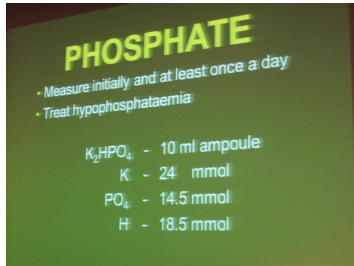 PHOSPHATE
- Measure initially and at least once a day
- Treat hypophosphataemia
K₂HPO₄ - 10 ml ampoule
K - 24 mmol
PO₄ - 14.5 mmol
H - 18.5 mmol